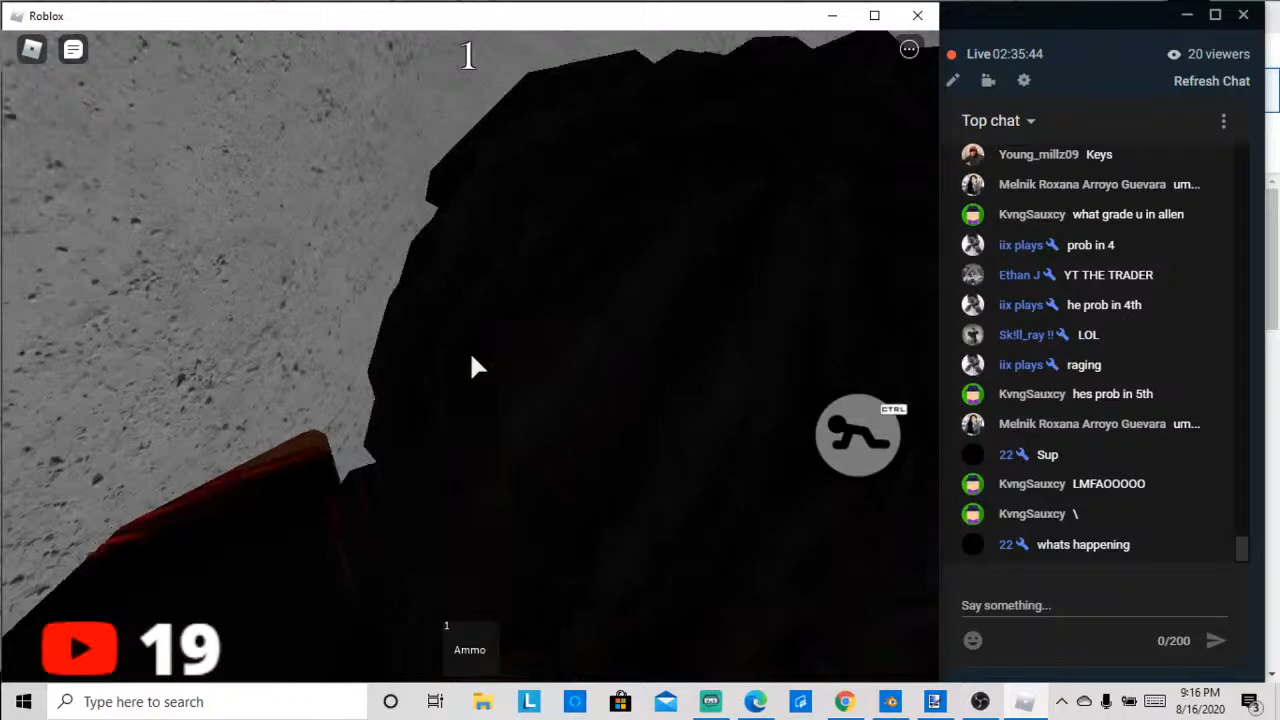 Roblox
1
CTRL
19
1
Ammo
Live 02:35:44
20 viewers
Refresh Chat
Top chat
Young_millz09 Keys
Melnik Roxana Arroyo Guevara um...
KvngSauxcy what grade u in allen
iix plays prob in 4
Ethan J YT THE TRADER
iix plays he prob in 4th
Sk!ll_ray !! LOL
iix plays raging
KvngSauxcy hes prob in 5th
Melnik Roxana Arroyo Guevara um...
22 Sup
KvngSauxcy LMFAOOOOO
KvngSauxcy \
22 whats happening
Say something...
0/200
Type here to search
L
9:16 PM
8/16/2020
3